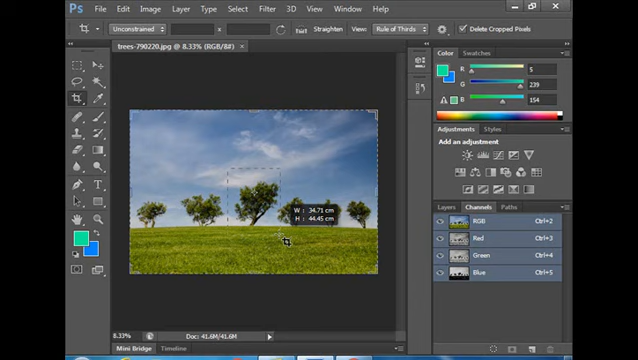 Ps File Edit Image Layer Type Select Filter 3D View Window Help
Unconstrained x Straighten View: Rule of Thirds Delete Cropped Pixels
trees-790220.jpg @ 8.33% (RGB/8#) ×
Color Swatches
R 5
G 239
B 154
Adjustments Styles
Add an adjustment
W: 34.71 cm
H: 44.45 cm
Layers Channels Paths
RGB Ctrl+2
Red Ctrl+3
Green Ctrl+4
Blue Ctrl+5
8.33% Doc: 41.6M/41.6M
Mini Bridge Timeline